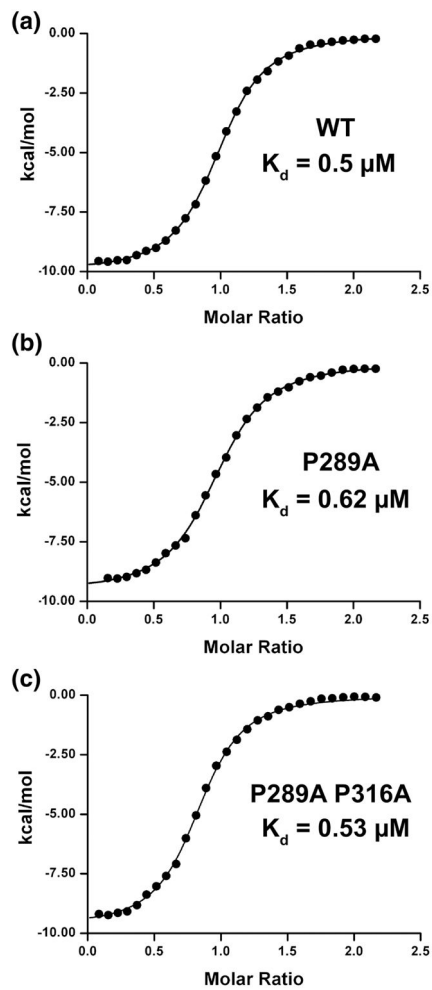 (a)
0.00
-2.50
-5.00
-7.50
-10.00
kcal/mol
WT
Kd = 0.5 µM
0.0 0.5 1.0 1.5 2.0 2.5
Molar Ratio
(b)
0.00
-2.50
-5.00
-7.50
-10.00
kcal/mol
P289A
Kd = 0.62 µM
0.0 0.5 1.0 1.5 2.0 2.5
Molar Ratio
(c)
0.00
-2.50
-5.00
-7.50
-10.00
kcal/mol
P289A P316A
Kd = 0.53 µM
0.0 0.5 1.0 1.5 2.0 2.5
Molar Ratio